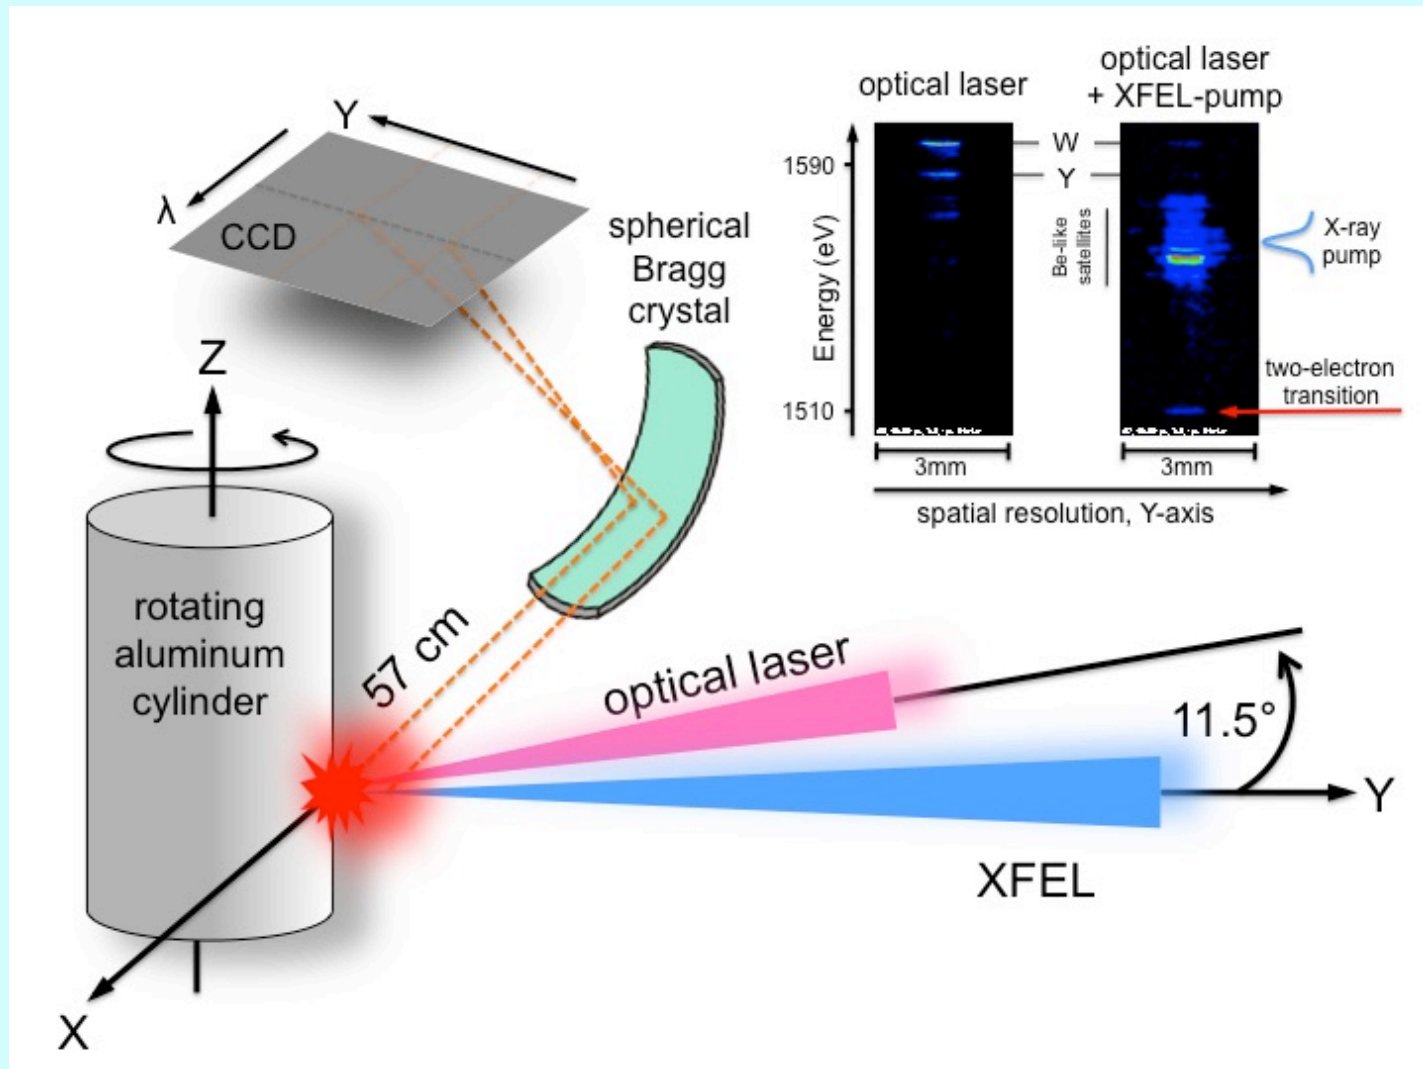 optical laser
optical laser
+ XFEL-pump
Y
λ
CCD
spherical
Bragg
crystal
Energy (eV)
1590
1510
W
Y
Be-like
satellites
X-ray
pump
two-electron
transition
3mm
3mm
spatial resolution, Y-axis
Z
rotating
aluminum
cylinder
57 cm
optical laser
11.5°
Y
XFEL
X